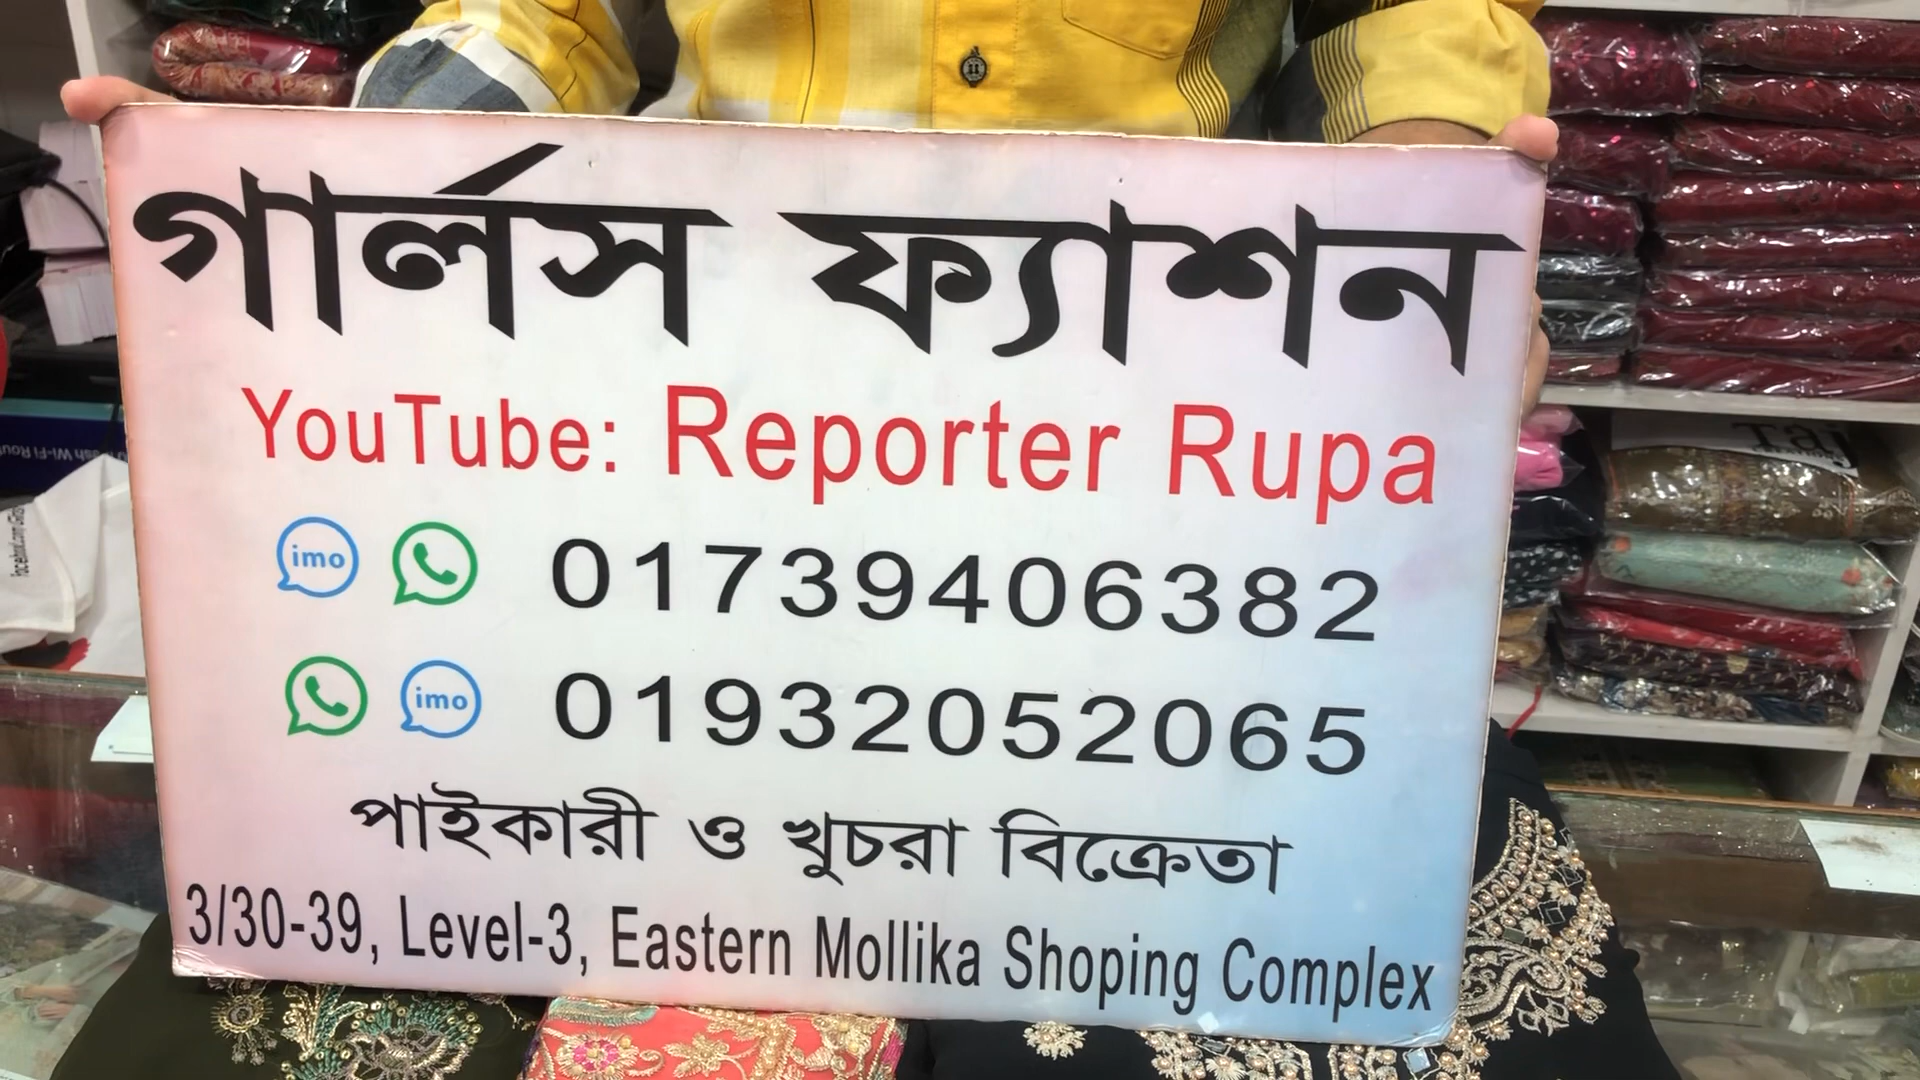 গার্লস ফ্যাশন
YouTube: Reporter Rupa
imo 01739406382
imo 01932052065
পাইকারী ও খুচরা বিক্রেতা
3/30-39, Level-3, Eastern Mollika Shoping Complex
Taj